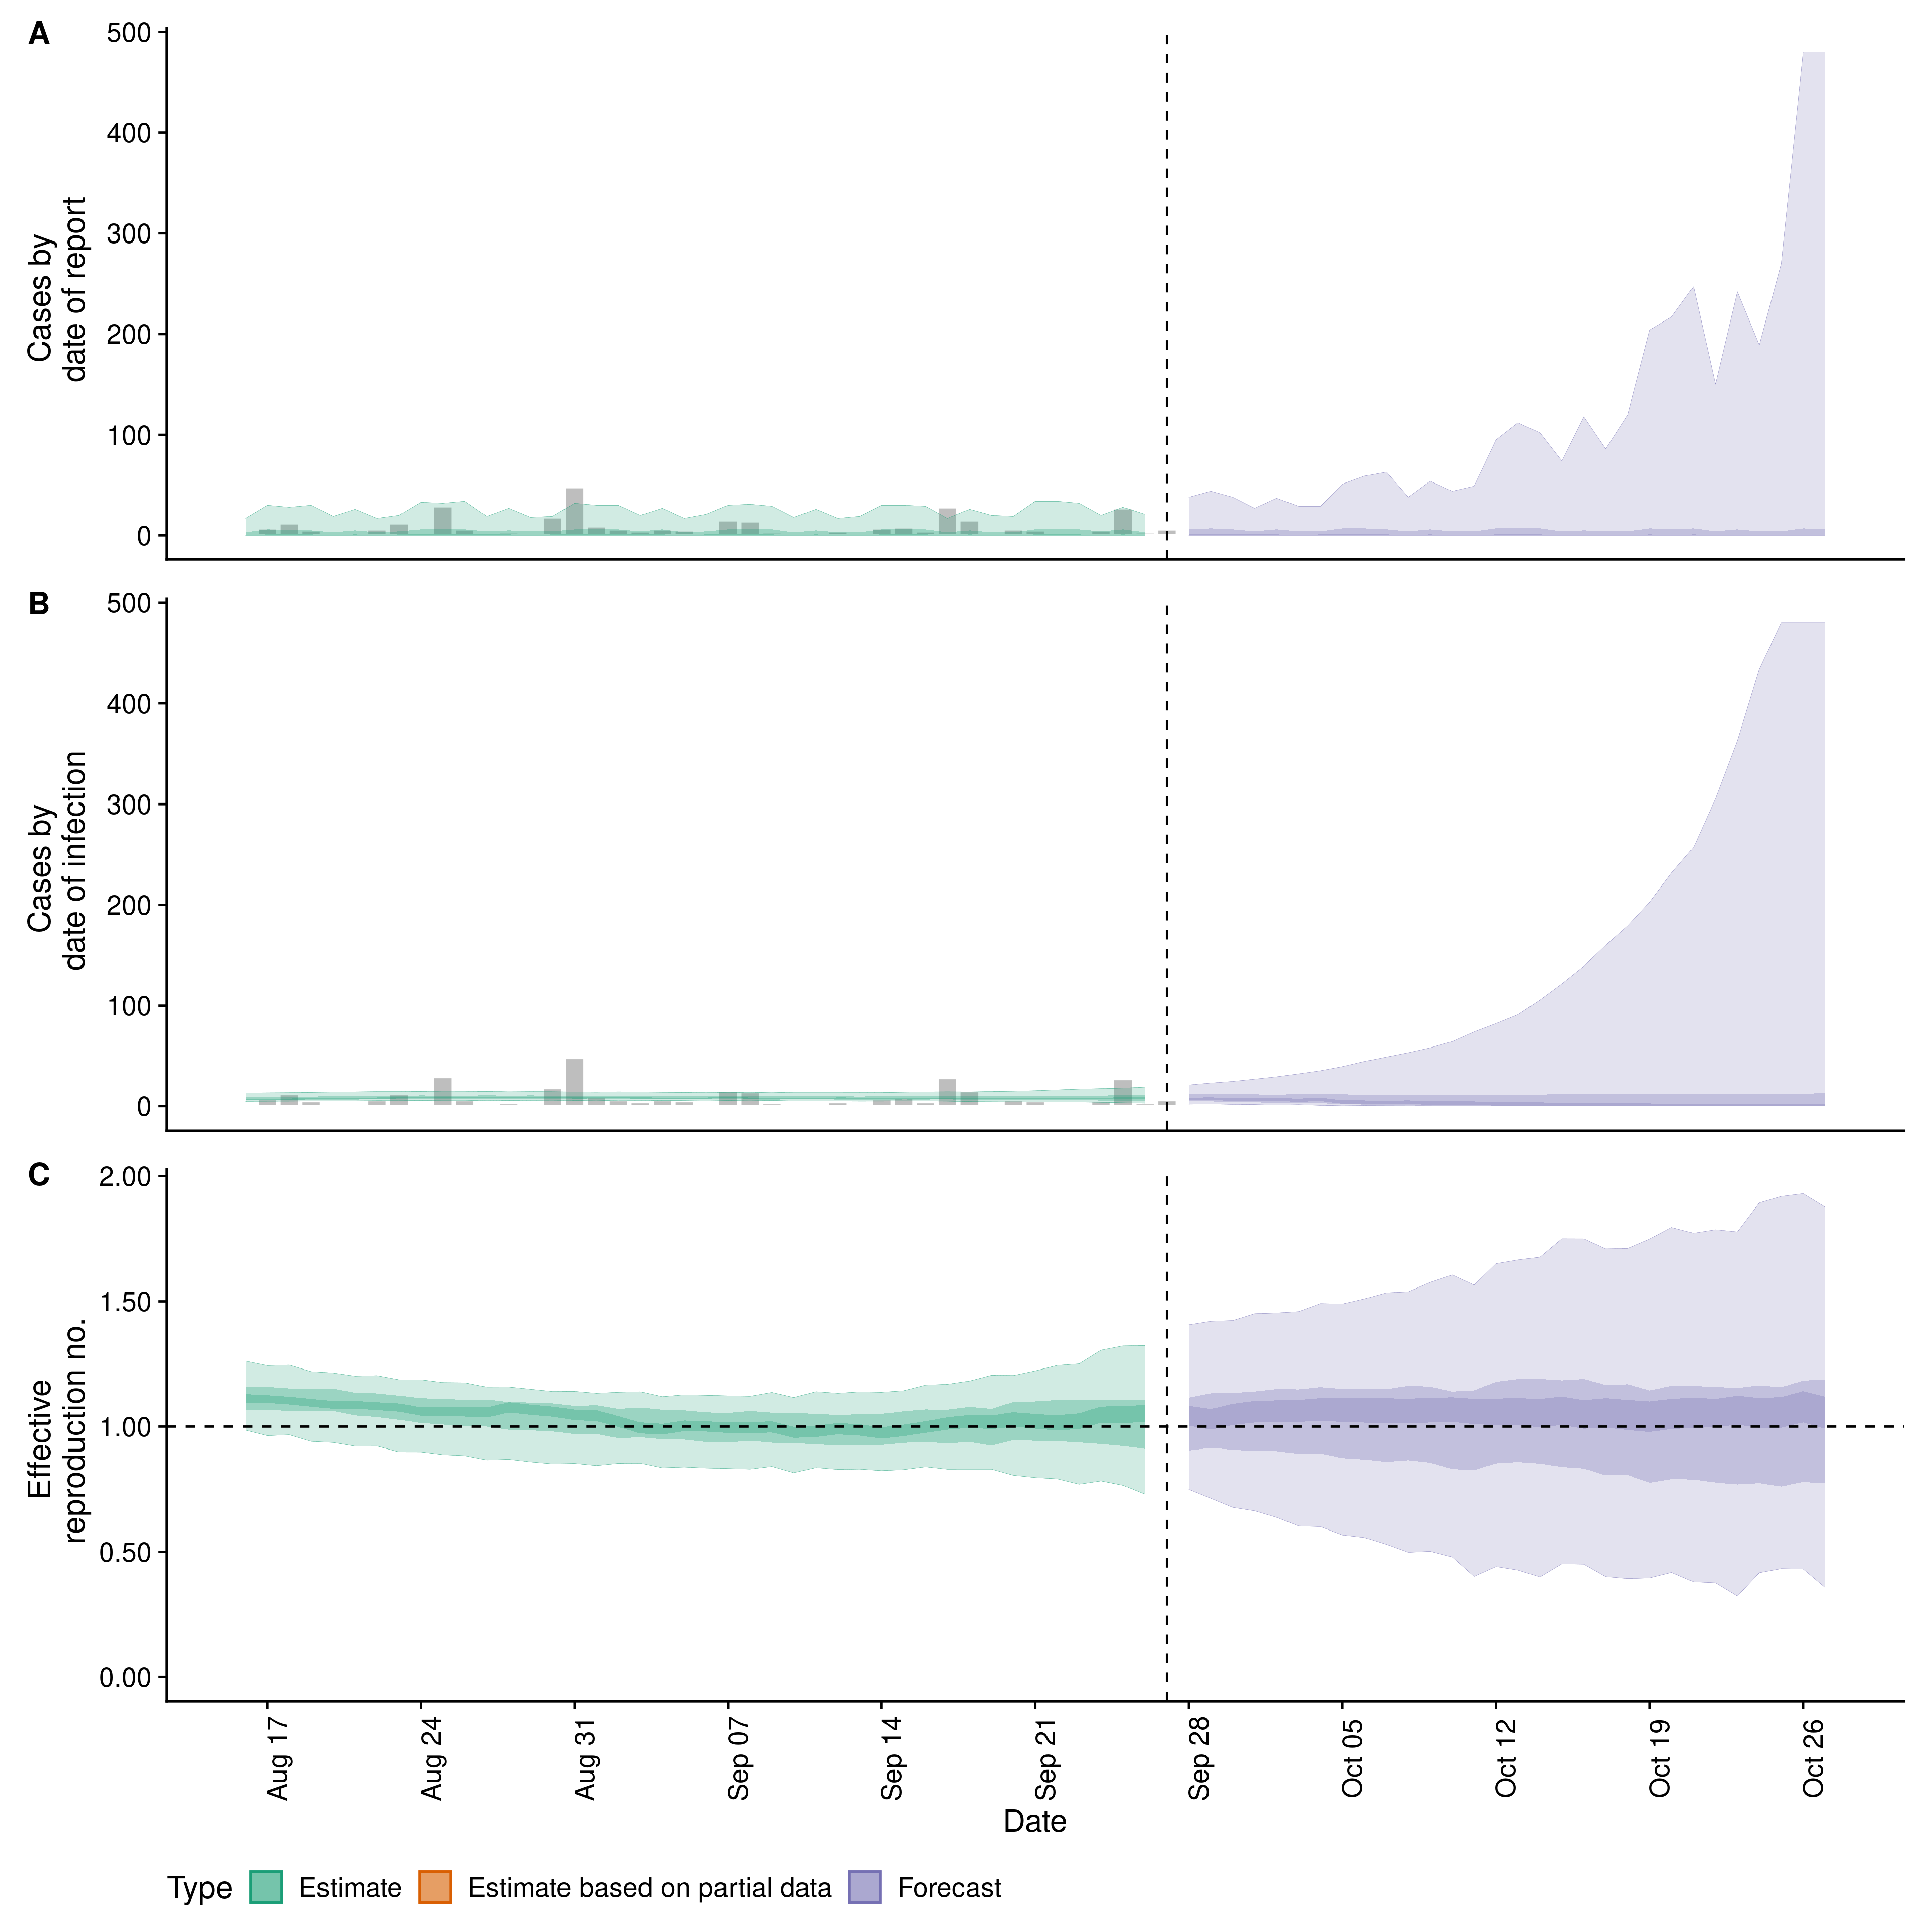 A
500
400
300
200
100
0
Cases by
date of report
B
500
400
300
200
100
0
Cases by
date of infection
C
2.00
1.50
1.00
0.50
0.00
Effective
reproduction no.
Aug 17
Aug 24
Aug 31
Sep 07
Sep 14
Sep 21
Sep 28
Oct 05
Oct 12
Oct 19
Oct 26
Date
Type Estimate Estimate based on partial data Forecast